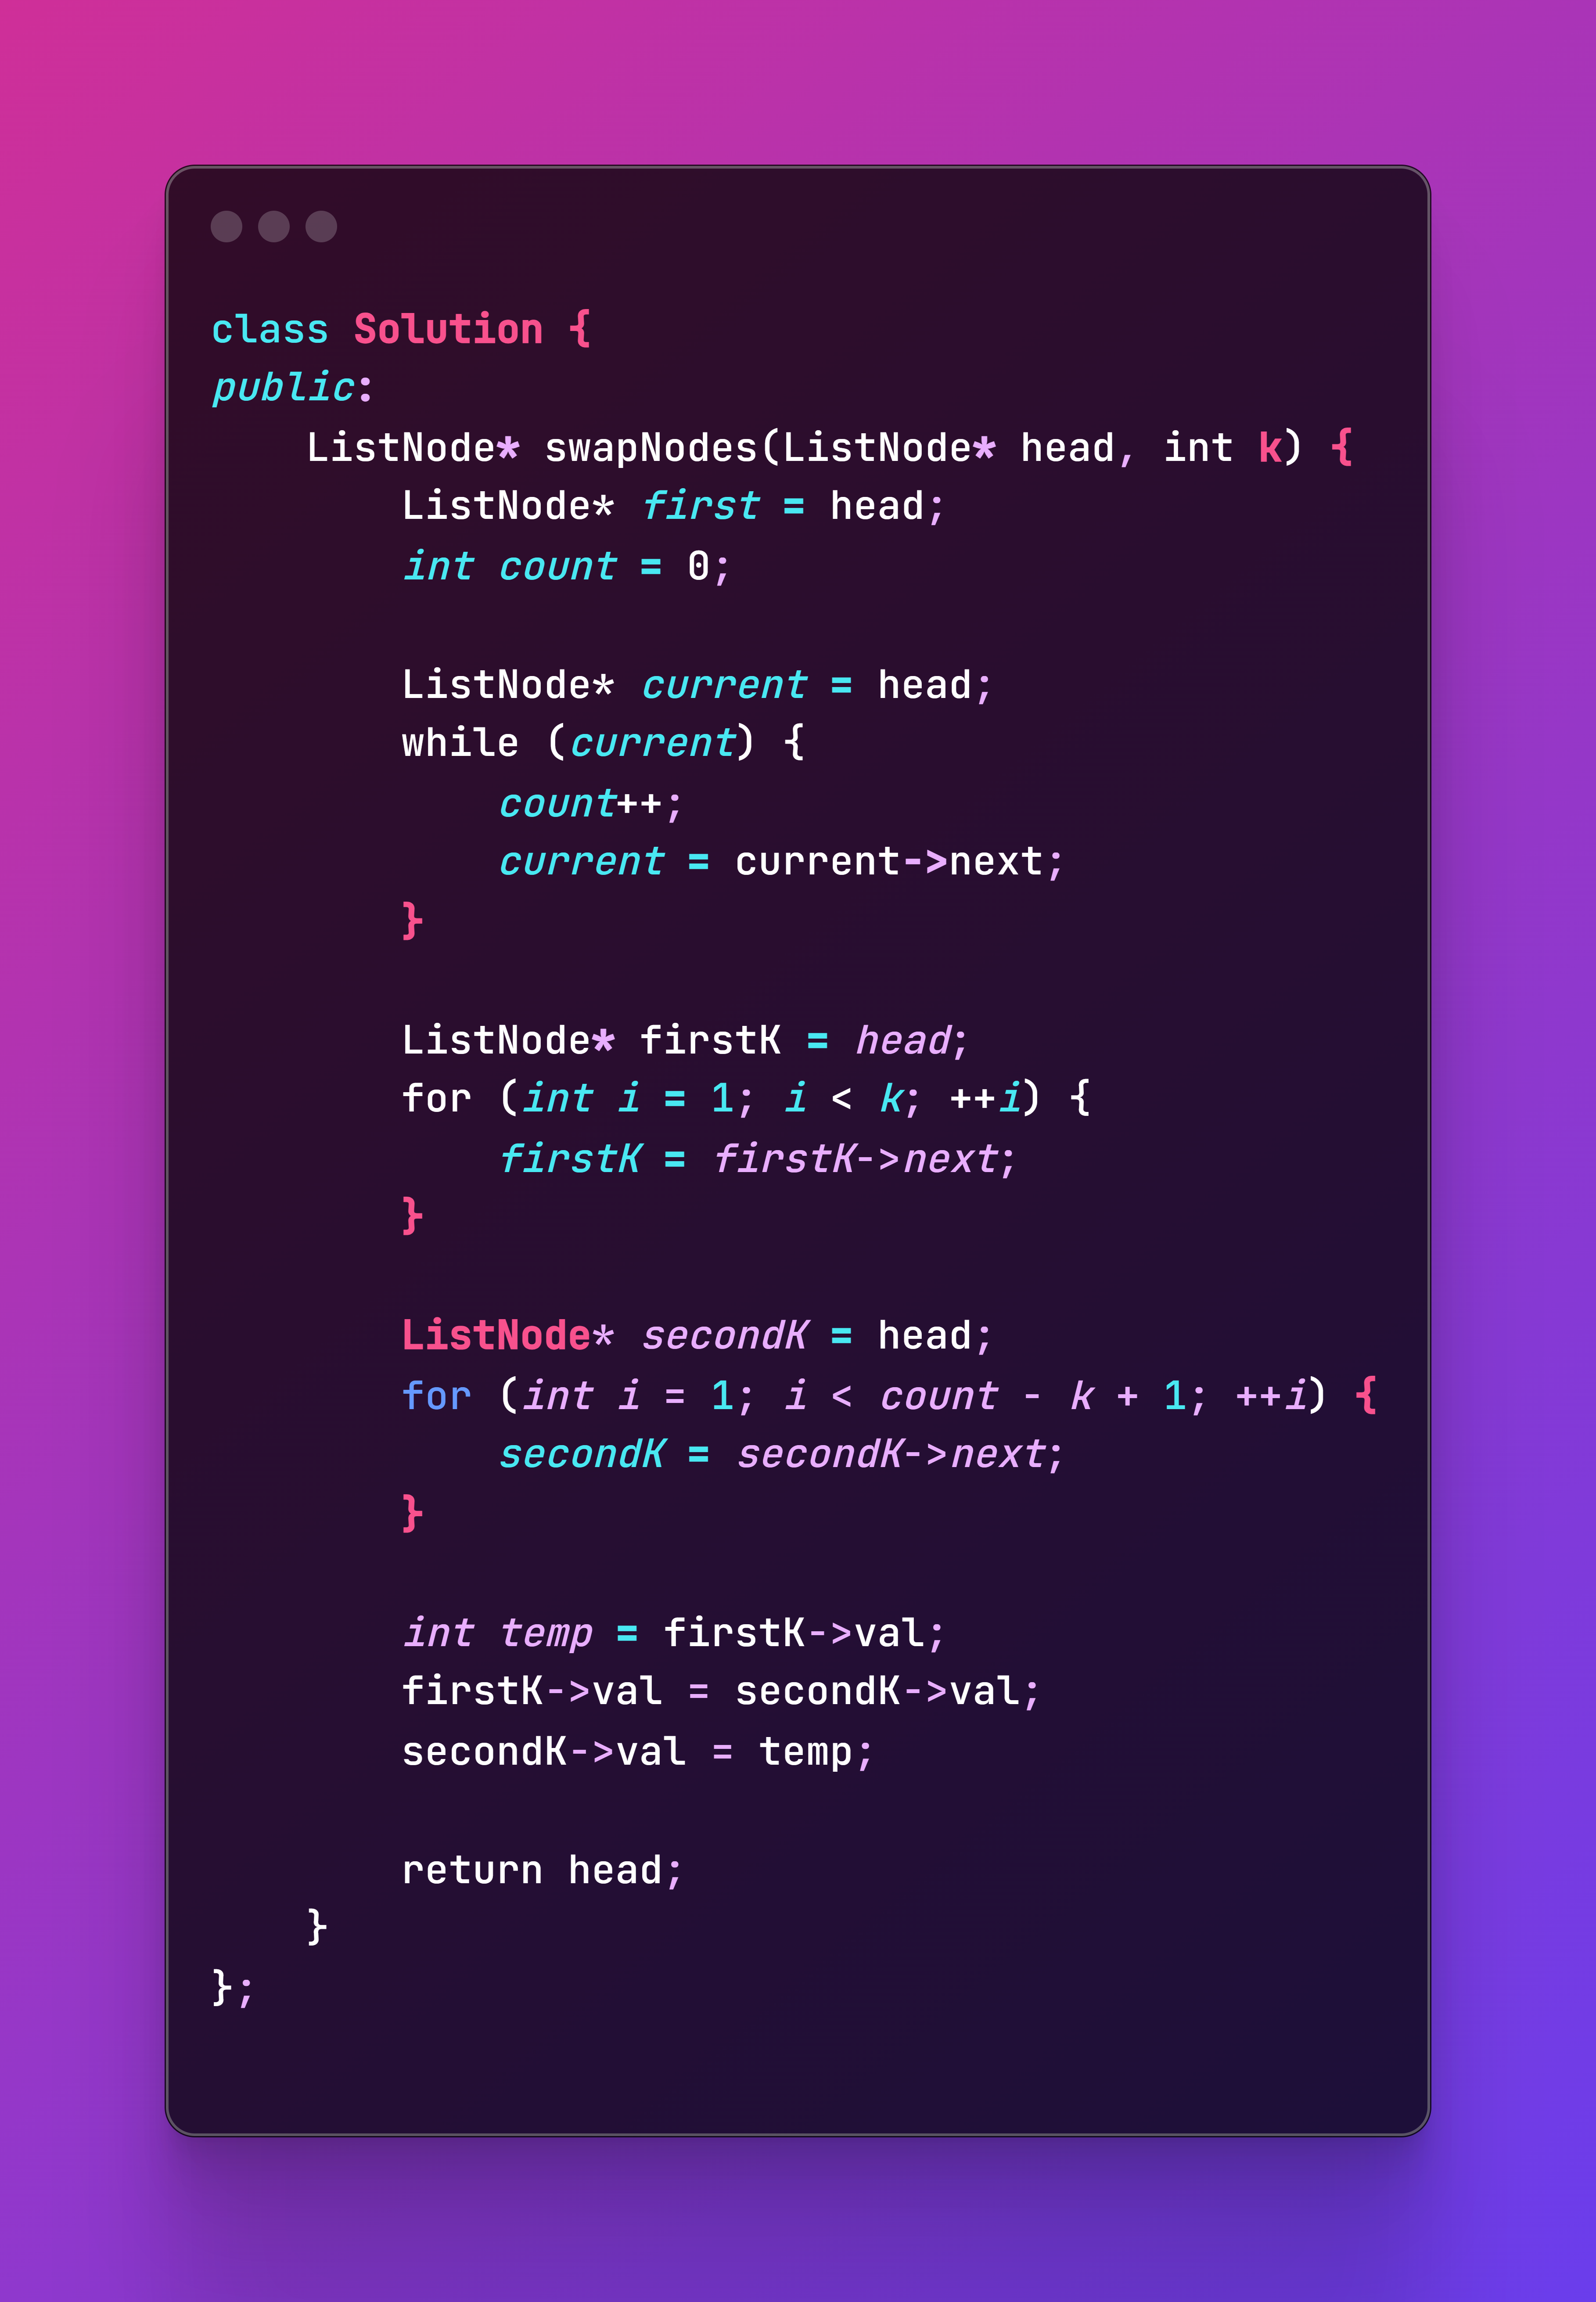 class Solution {
public:
    ListNode* swapNodes(ListNode* head, int k) {
        ListNode* first = head;
        int count = 0;

        ListNode* current = head;
        while (current) {
            count++;
            current = current->next;
        }

        ListNode* firstK = head;
        for (int i = 1; i < k; ++i) {
            firstK = firstK->next;
        }

        ListNode* secondK = head;
        for (int i = 1; i < count - k + 1; ++i) {
            secondK = secondK->next;
        }

        int temp = firstK->val;
        firstK->val = secondK->val;
        secondK->val = temp;

        return head;
    }
};